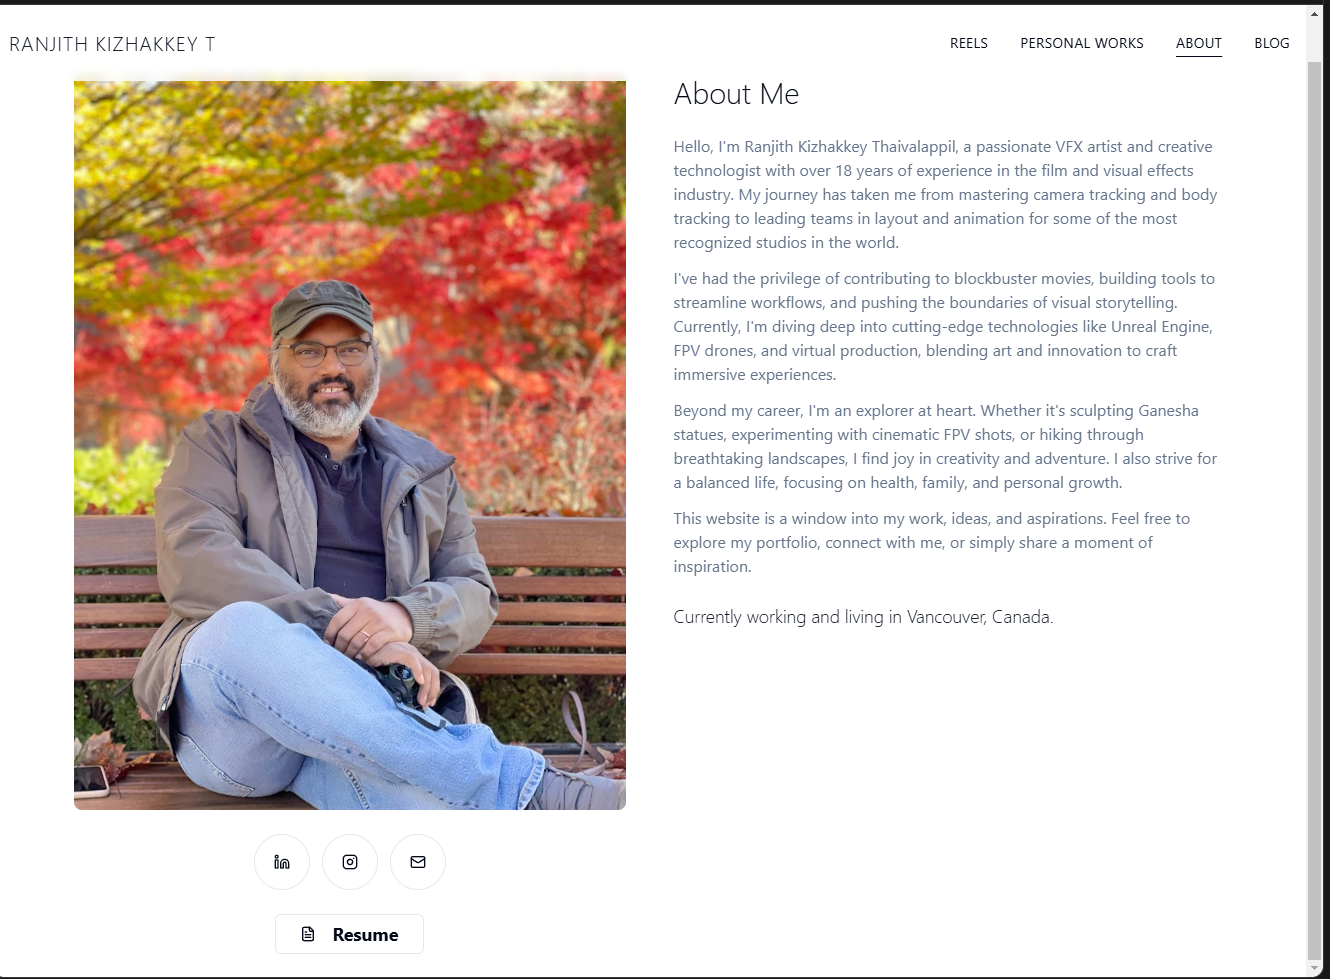 RANJITH KIZHAKKEY T
REELS
PERSONAL WORKS
ABOUT
BLOG
About Me
Hello, I'm Ranjith Kizhakkey Thaivalappil, a passionate VFX artist and creative
technologist with over 18 years of experience in the film and visual effects
industry. My journey has taken me from mastering camera tracking and body
tracking to leading teams in layout and animation for some of the most
recognized studios in the world.
I've had the privilege of contributing to blockbuster movies, building tools to
streamline workflows, and pushing the boundaries of visual storytelling.
Currently, I'm diving deep into cutting-edge technologies like Unreal Engine,
FPV drones, and virtual production, blending art and innovation to craft
immersive experiences.
Beyond my career, I'm an explorer at heart. Whether it's sculpting Ganesha
statues, experimenting with cinematic FPV shots, or hiking through
breathtaking landscapes, I find joy in creativity and adventure. I also strive for
a balanced life, focusing on health, family, and personal growth.
This website is a window into my work, ideas, and aspirations. Feel free to
explore my portfolio, connect with me, or simply share a moment of
inspiration.
Currently working and living in Vancouver, Canada.
in
Resume